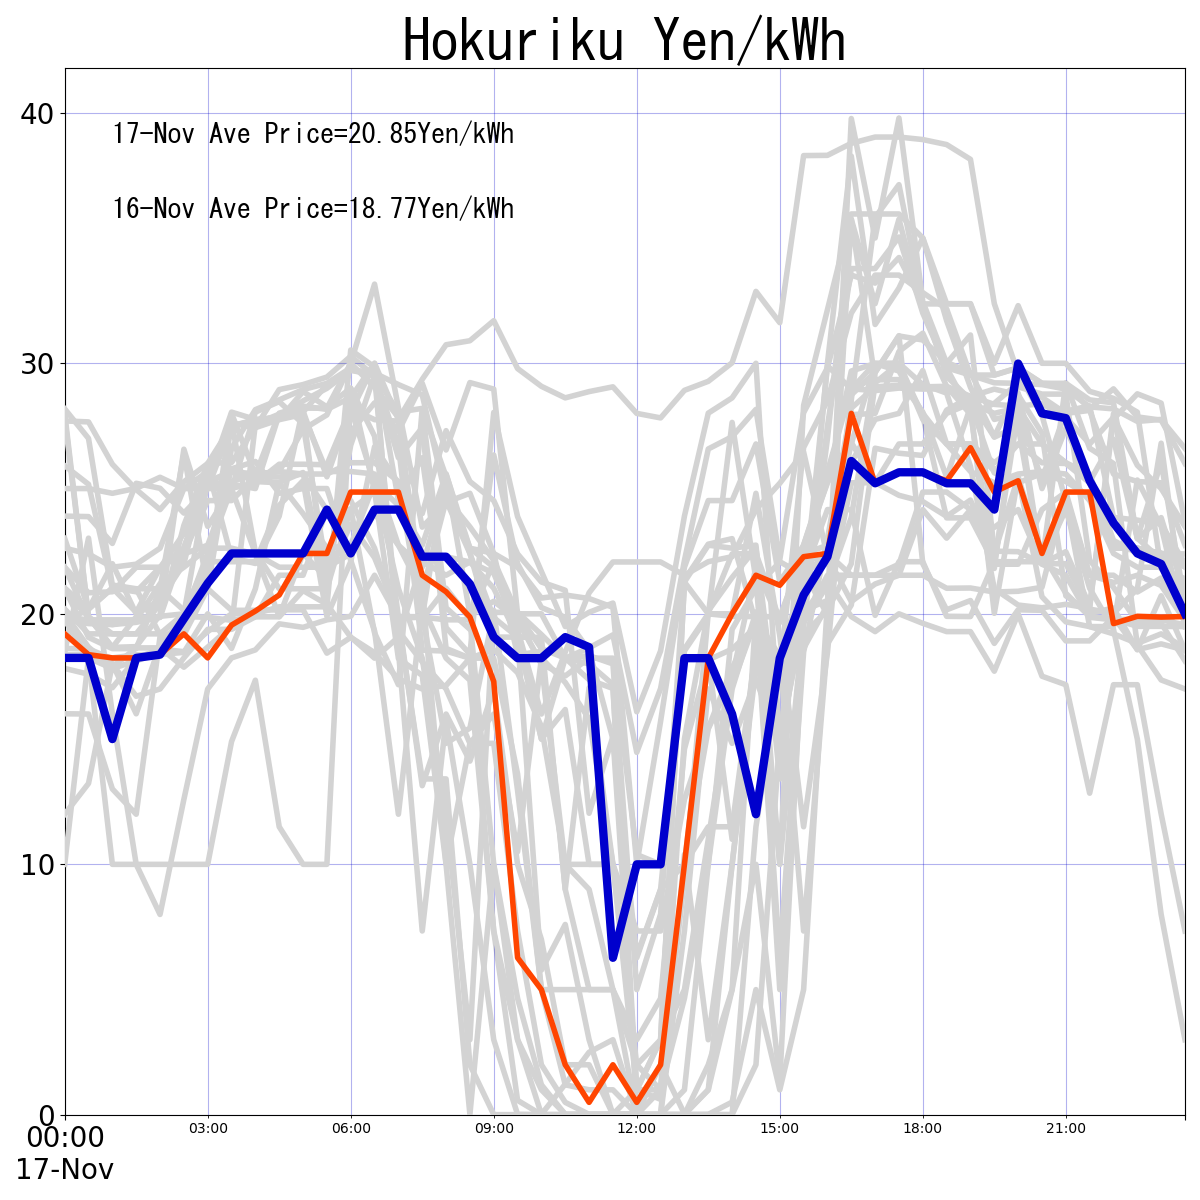 Hokuriku Yen/kWh
40
17-Nov Ave Price=20.85Yen/kWh
16-Nov Ave Price=18.77Yen/kWh
30
20
10
0
00:00 03:00 06:00 09:00 12:00 15:00 18:00 21:00
17-Nov